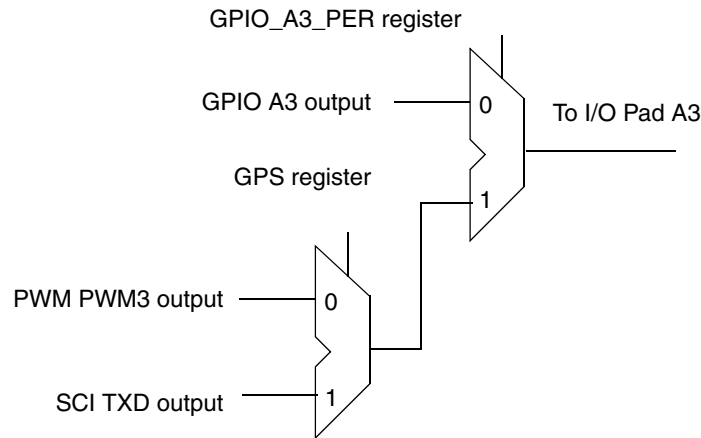 GPIO_A3_PER register
GPIO A3 output
0
To I/O Pad A3
GPS register
1
PWM PWM3 output
0
SCI TXD output
1